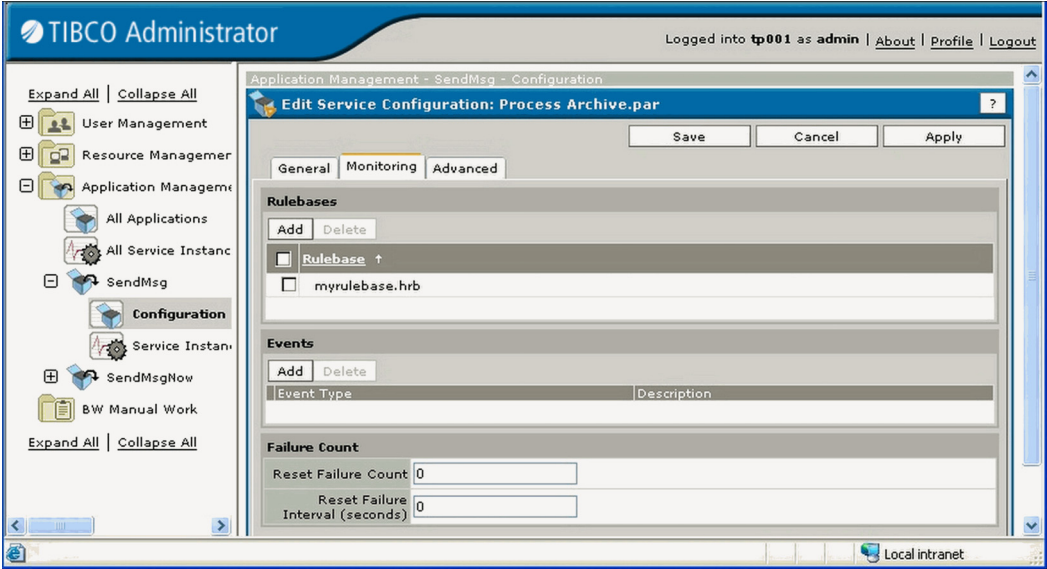 TIBCO Administrator
Logged into tp001 as admin | About | Profile | Logout
Expand All | Collapse All
User Management
Resource Managemer
Application Manageme
All Applications
All Service Instanc
SendMsg
Configuration
Service Instan
SendMsgNow
BW Manual Work
Expand All | Collapse All
Application Management - SendMsg - Configuration
Edit Service Configuration: Process Archive.par
?
Save Cancel Apply
General Monitoring Advanced
Rulebases
Add Delete
Rulebase ↑
myrulebase.hrb
Events
Add Delete
Event Type Description
Failure Count
Reset Failure Count 0
Reset Failure
Interval (seconds) 0
Local intranet